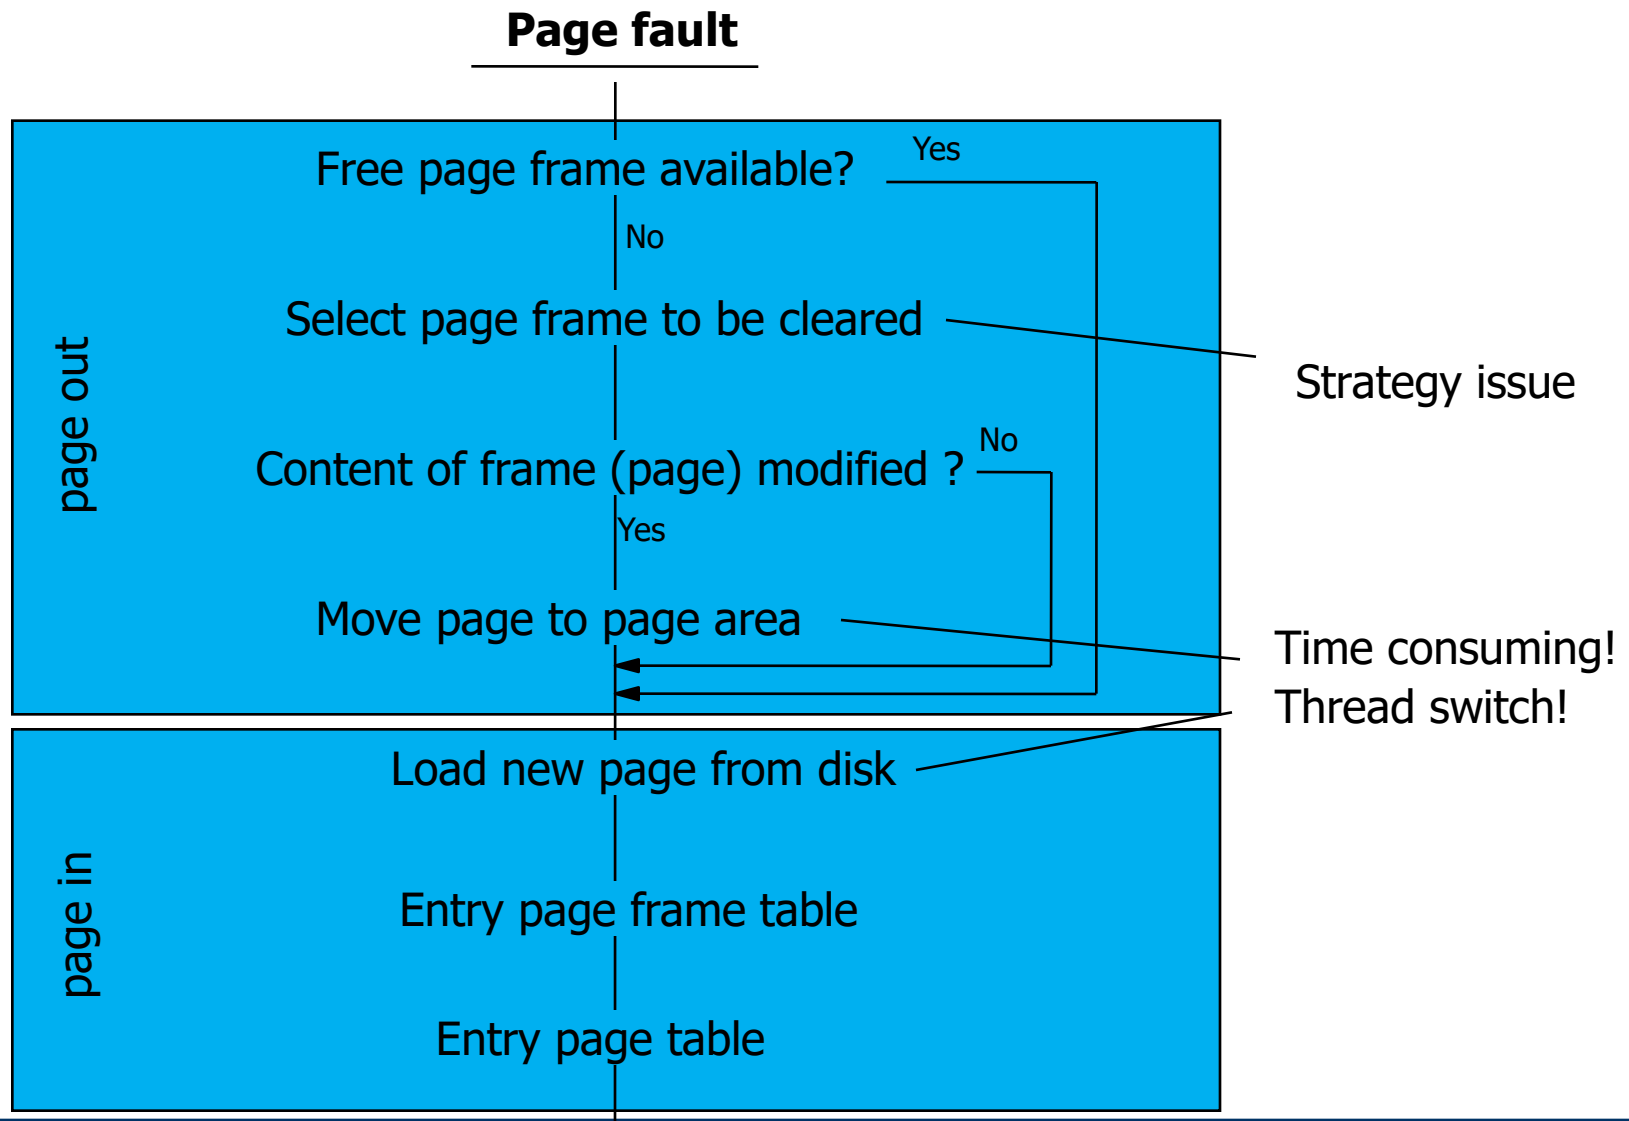 Page fault
Free page frame available?
Yes
No
Select page frame to be cleared
Strategy issue
page out
Content of frame (page) modified ?
No
Yes
Move page to page area
Time consuming!
Thread switch!
Load new page from disk
page in
Entry page frame table
Entry page table